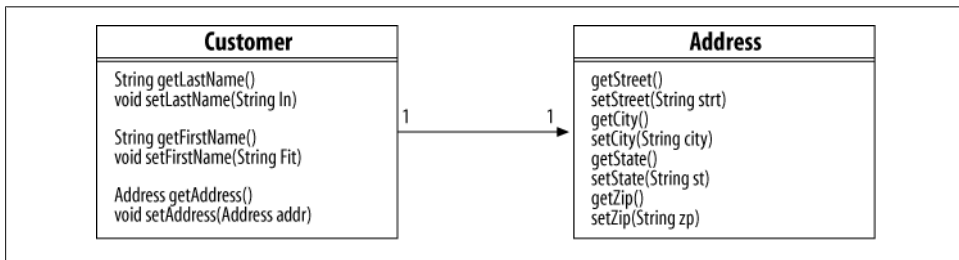 Customer
String getLastName()
void setLastName(String ln)
String getFirstName()
void setFirstName(String Fit)
Address getAddress()
void setAddress(Address addr)
1
1
Address
getStreet()
setStreet(String strt)
getCity()
setCity(String city)
getState()
setState(String st)
getZip()
setZip(String zp)